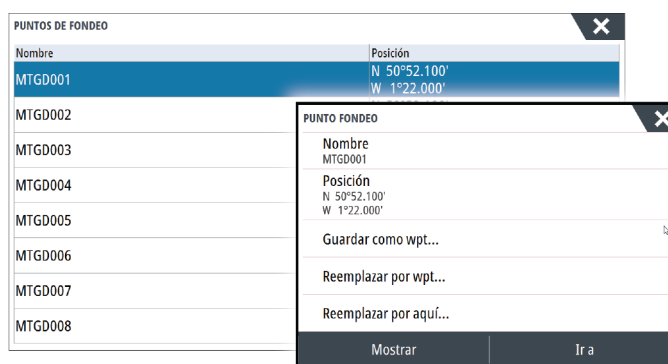 PUNTOS DE FONDEO
Nombre Posición
MTGD001 N 50°52.100'
W 1°22.000'
MTGD002
MTGD003
MTGD004
MTGD005
MTGD006
MTGD007
MTGD008
PUNTO FONDEO
Nombre
MTGD001
Posición
N 50°52.100'
W 1°22.000'
Guardar como wpt...
Reemplazar por wpt...
Reemplazar por aquí...
Mostrar Ir a